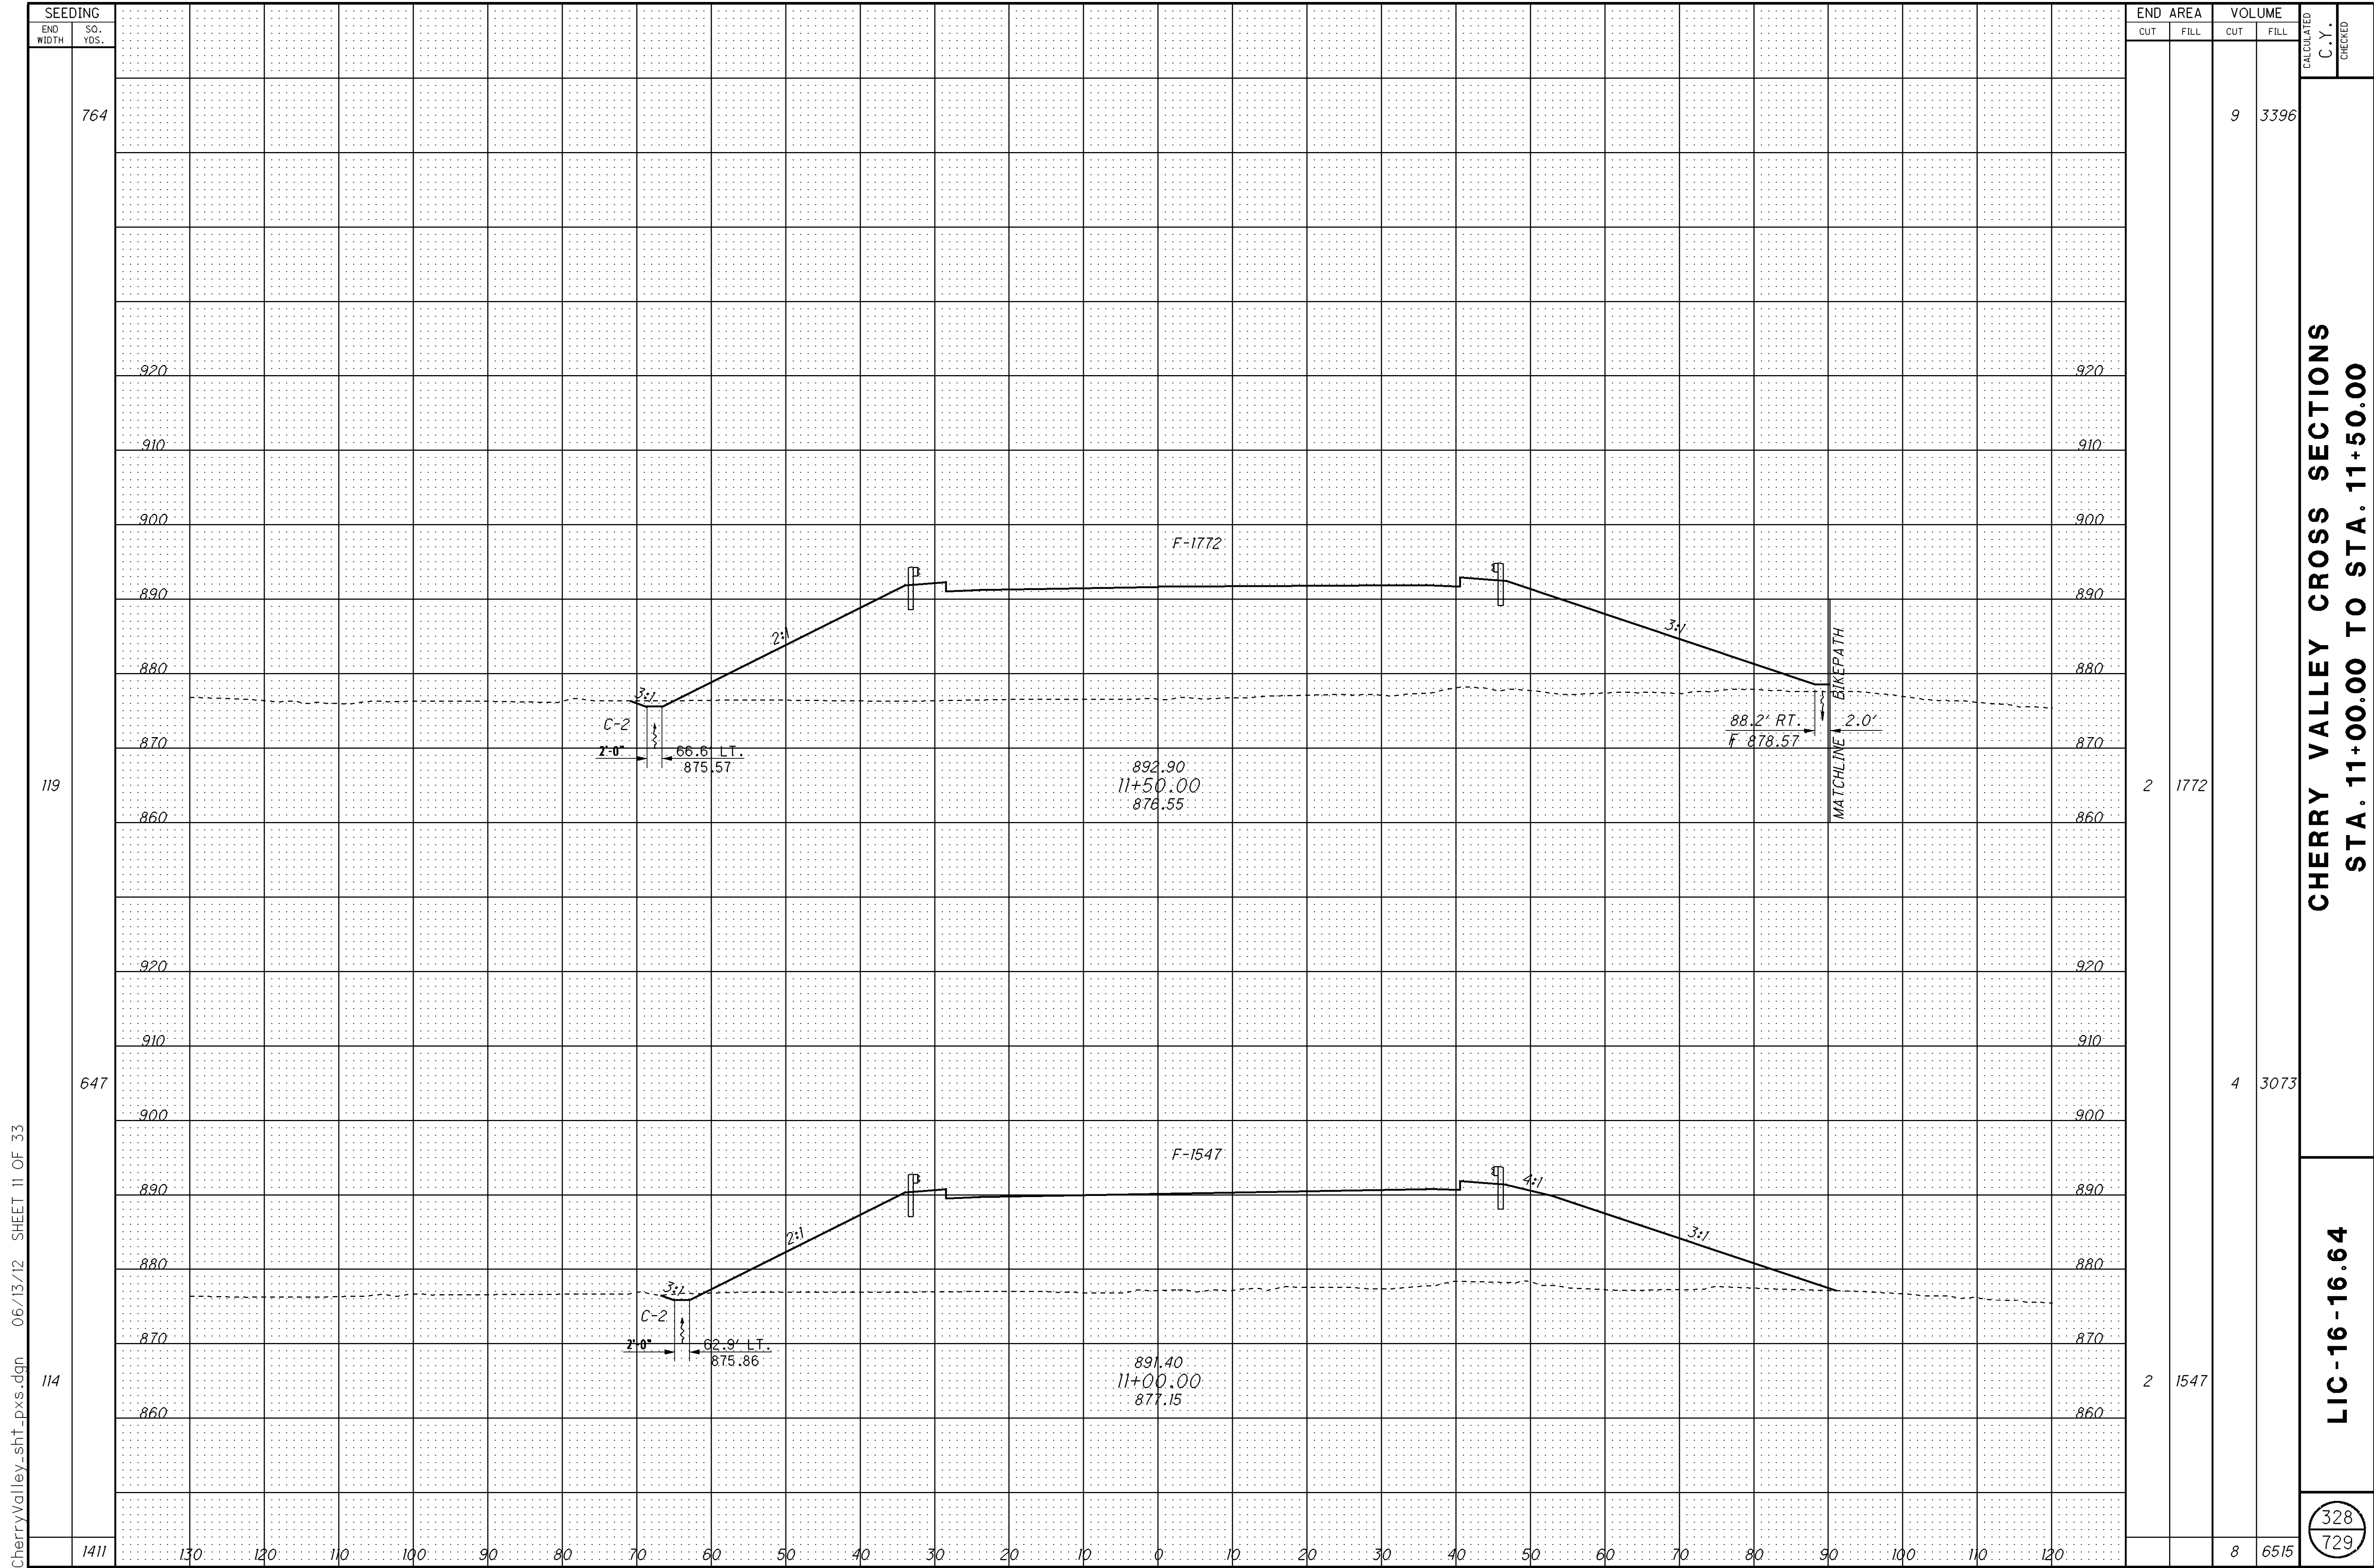 SEEDING
END WIDTH
SQ. YDS.
764
119
647
114
1411
END AREA
VOLUME
CUT
FILL
CUT
FILL
9
3396
2
1772
4
3073
2
1547
8
6515
CALCULATED
C.Y.
CHECKED
CHERRY VALLEY CROSS SECTIONS
STA. 11+00.00 TO STA. 11+50.00
LIC-16-16.64
328
729
920
920
910
910
900
900
F-1772
890
890
2:1
3:1
880
880
3:1
C-2
2'-0"
66.6' LT.
875.57
88.2' RT.
878.57
2.0'
MATCHLINE BIKEPATH
870
870
892.90
11+50.00
876.55
860
860
920
920
910
910
900
900
F-1547
890
890
4:1
2:1
3:1
880
880
3:1
C-2
2'-0"
62.9' LT.
875.86
870
870
891.40
11+00.00
877.15
860
860
130 120 110 100 90 80 70 60 50 40 30 20 10 0 10 20 30 40 50 60 70 80 90 100 110 120
CherryValley_sht_pxs.dgn 06/13/12 SHEET 11 OF 33